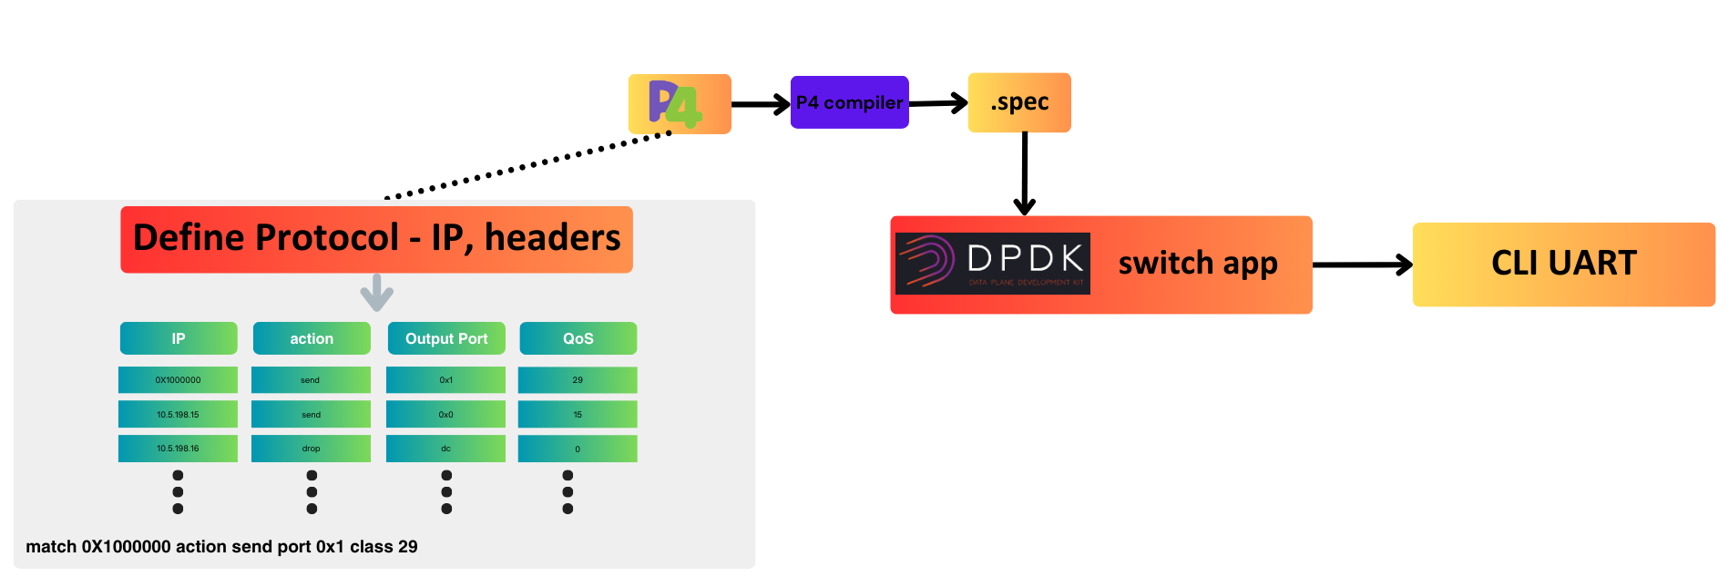 P4
P4 compiler
.spec
Define Protocol - IP, headers
DPDK
DATA PLANE DEVELOPMENT KIT
switch app
CLI UART
IP action Output Port QoS
0X1000000 send 0x1 29
10.5.198.15 send 0x0 15
10.5.198.16 drop dc 0
match 0X1000000 action send port 0x1 class 29